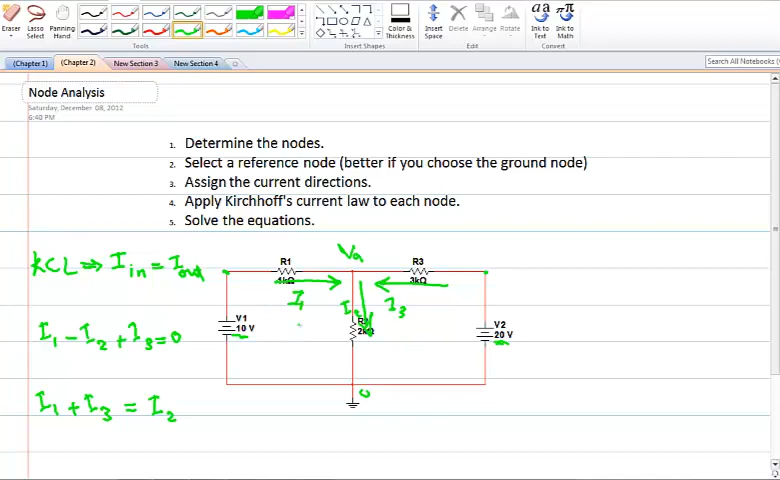 Eraser
Lasso Select
Panning Hand
Tools
Insert Shapes
Color & Thickness
Insert Space
Delete
Arrange
Rotate
Edit
Ink to Text
Ink to Math
Convert
(Chapter1)
(Chapter 2)
New Section 3
New Section 4
Search All Notebooks
Node Analysis
Saturday, December 08, 2012
6:40 PM
1. Determine the nodes.
2. Select a reference node (better if you choose the ground node)
3. Assign the current directions.
4. Apply Kirchhoff's current law to each node.
5. Solve the equations.
KCL ⇒ I in = I out
Va
R1
1kΩ
R3
3kΩ
I1
I2
I3
V1
10 V
2kΩ
V2
20 V
I1 - I2 + I3 = 0
0
I1 + I3 = I2